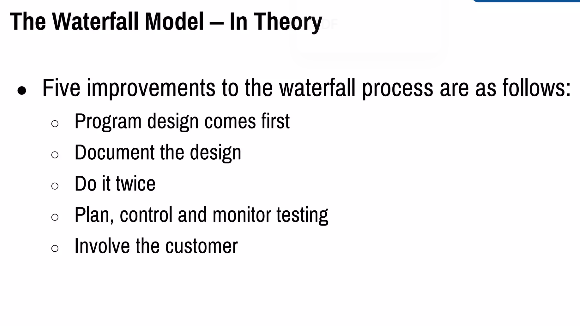 The Waterfall Model – In Theory
● Five improvements to the waterfall process are as follows:
○ Program design comes first
○ Document the design
○ Do it twice
○ Plan, control and monitor testing
○ Involve the customer